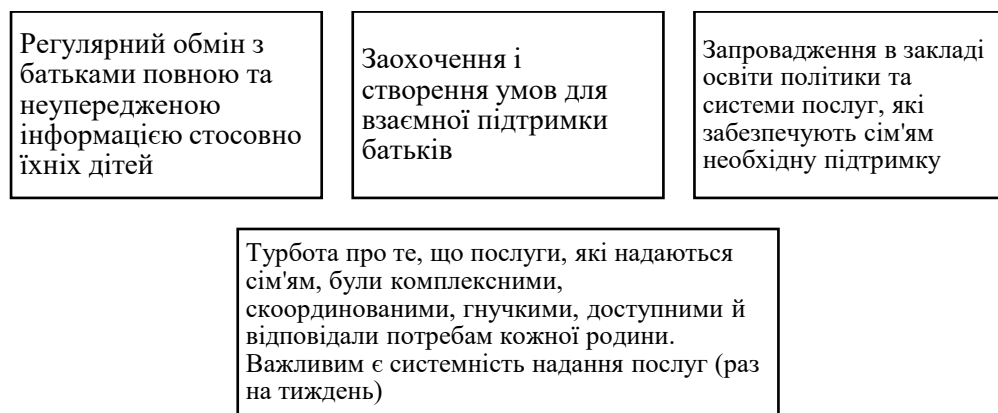 Регулярний обмін з
батьками повною та
неупередженою
інформацією стосовно
їхніх дітей
Заохочення і
створення умов для
взаємної підтримки
батьків
Запровадження в закладі
освіти політики та
системи послуг, які
забезпечують сім'ям
необхідну підтримку
Турбота про те, що послуги, які надаються
сім'ям, були комплексними,
скоординованими, гнучкими, доступними й
відповідали потребам кожної родини.
Важливим є системність надання послуг (раз
на тиждень)